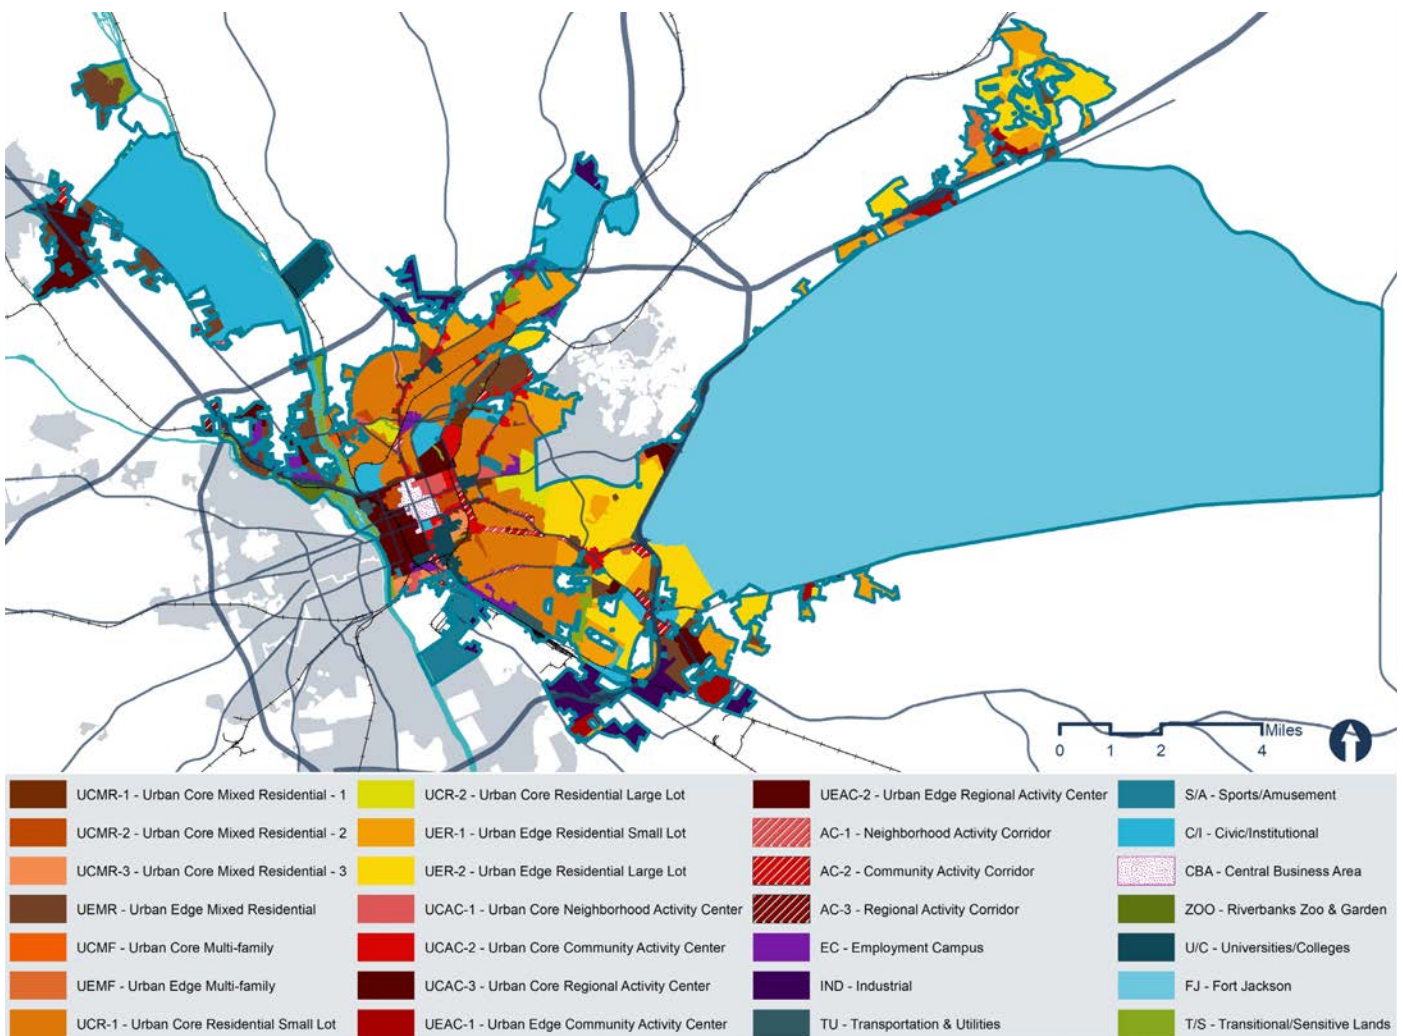 Miles
0 1 2 4
UCMR-1 - Urban Core Mixed Residential - 1
UCMR-2 - Urban Core Mixed Residential - 2
UCMR-3 - Urban Core Mixed Residential - 3
UEMR - Urban Edge Mixed Residential
UCMF - Urban Core Multi-family
UEMF - Urban Edge Multi-family
UCR-1 - Urban Core Residential Small Lot
UCR-2 - Urban Core Residential Large Lot
UER-1 - Urban Edge Residential Small Lot
UER-2 - Urban Edge Residential Large Lot
UCAC-1 - Urban Core Neighborhood Activity Center
UCAC-2 - Urban Core Community Activity Center
UCAC-3 - Urban Core Regional Activity Center
UEAC-1 - Urban Edge Community Activity Center
UEAC-2 - Urban Edge Regional Activity Center
AC-1 - Neighborhood Activity Corridor
AC-2 - Community Activity Corridor
AC-3 - Regional Activity Corridor
EC - Employment Campus
IND - Industrial
TU - Transportation & Utilities
S/A - Sports/Amusement
C/I - Civic/Institutional
CBA - Central Business Area
ZOO - Riverbanks Zoo & Garden
U/C - Universities/Colleges
FJ - Fort Jackson
T/S - Transitional/Sensitive Lands